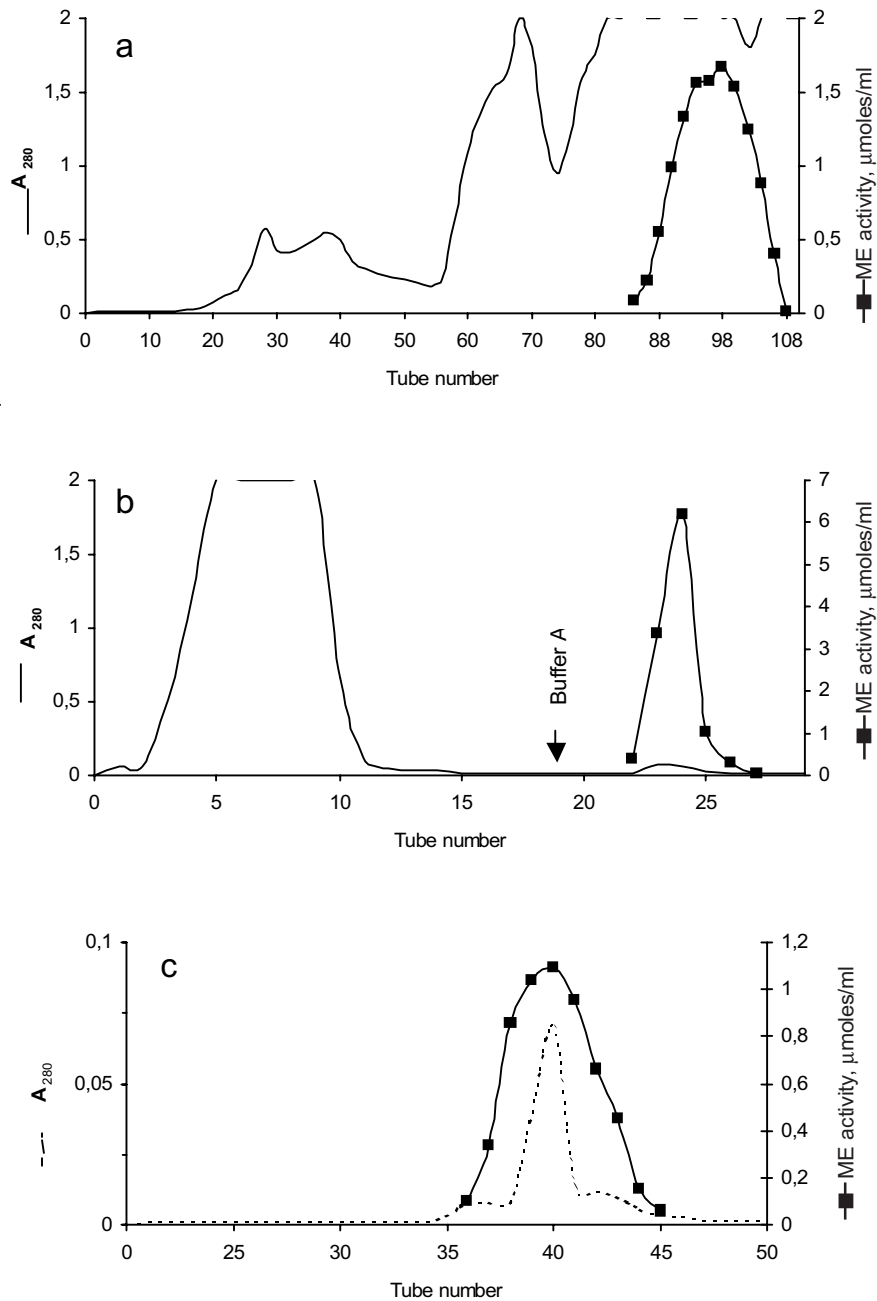 a
2
1,5
1
0,5
0
2
1,5
1
0,5
0
A 280
ME activity, μmoles/ml
0 10 20 30 40 54 60 70 80 88 98 108
Tube number
b
2
1,5
1
0,5
0
7
6
5
4
3
2
1
0
A 280
Buffer A
ME activity, μmoles/ml
0 5 10 15 20 25
Tube number
c
0,1
0,05
0
1,2
1
0,8
0,6
0,4
0,2
0
A 280
ME activity, μmoles/ml
0 25 30 35 40 45 50
Tube number